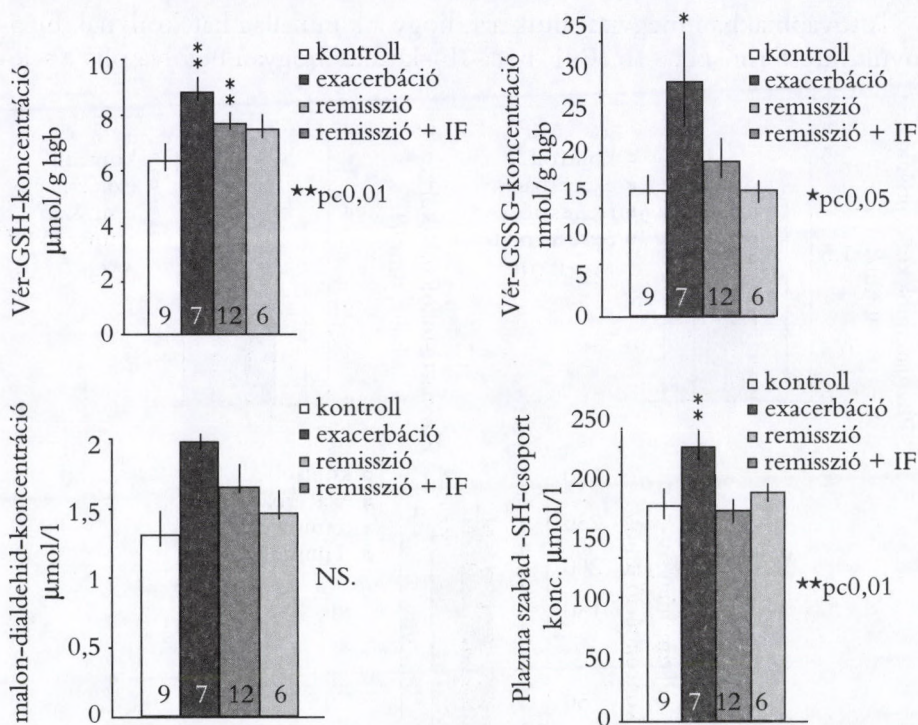 Vér-GSH-koncentráció
µmol/g hgb
10
8
6
4
2
0
**
**
9
7
12
6
kontroll
exacerbáció
remisszió
remisszió + IF
**pc0,01
Vér-GSSG-koncentráció
nmol/g hgb
35
30
25
20
15
10
5
0
*
9
7
12
6
kontroll
exacerbáció
remisszió
remisszió + IF
*pc0,05
malon-dialdehid-koncentráció
µmol/l
2
1,5
1
0,5
0
9
7
12
6
kontroll
exacerbáció
remisszió
remisszió + IF
NS.
Plazma szabad -SH-csoport
konc. µmol/l
250
200
150
100
50
0
**
9
7
12
6
kontroll
exacerbáció
remisszió
remisszió + IF
**pc0,01